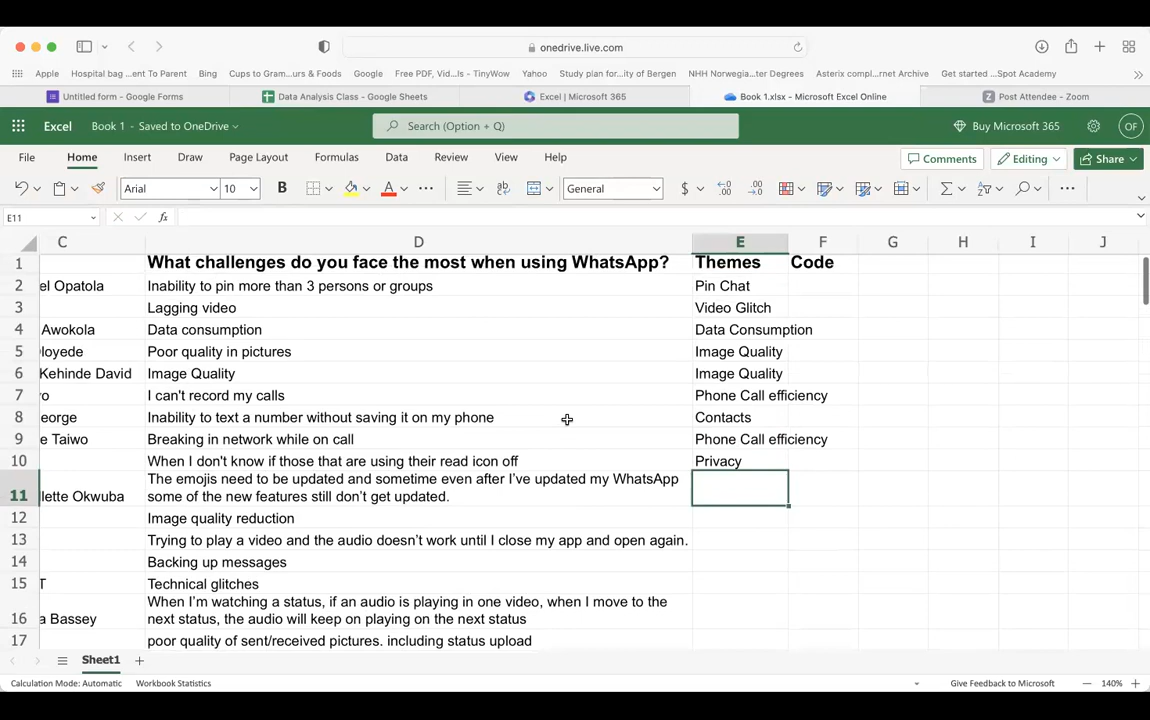 onedrive.live.com
Apple Hospital bag ...ent To Parent Bing Cups to Gram...urs & Foods Google Free PDF, Vid...ls - TinyWow Yahoo Study plan for...ity of Bergen NHH Norwegia...ter Degrees Asterix compl...rnet Archive Get started ...Spot Academy
Untitled form - Google Forms Data Analysis Class - Google Sheets Excel | Microsoft 365 Book 1.xlsx - Microsoft Excel Online Post Attendee - Zoom
Excel Book 1 - Saved to OneDrive Search (Option + Q) Buy Microsoft 365 OF
File Home Insert Draw Page Layout Formulas Data Review View Help Comments Editing Share
Arial 10 B A ab General $ .00 .00 Σ
E11 fx
C D E F G H I J
1 What challenges do you face the most when using WhatsApp? Themes Code
2 el Opatola Inability to pin more than 3 persons or groups Pin Chat
3 Lagging video Video Glitch
4 Awokola Data consumption Data Consumption
5 loyede Poor quality in pictures Image Quality
6 Kehinde David Image Quality Image Quality
7 ro I can't record my calls Phone Call efficiency
8 eorge Inability to text a number without saving it on my phone Contacts
9 e Taiwo Breaking in network while on call Phone Call efficiency
10 When I don't know if those that are using their read icon off Privacy
The emojis need to be updated and sometime even after I've updated my WhatsApp
11 lette Okwuba some of the new features still don't get updated.
12 Image quality reduction
13 Trying to play a video and the audio doesn't work until I close my app and open again.
14 Backing up messages
15 T Technical glitches
When I'm watching a status, if an audio is playing in one video, when I move to the
16 a Bassey next status, the audio will keep on playing on the next status
17 poor quality of sent/received pictures. including status upload
Sheet1
Calculation Mode: Automatic Workbook Statistics Give Feedback to Microsoft 140%